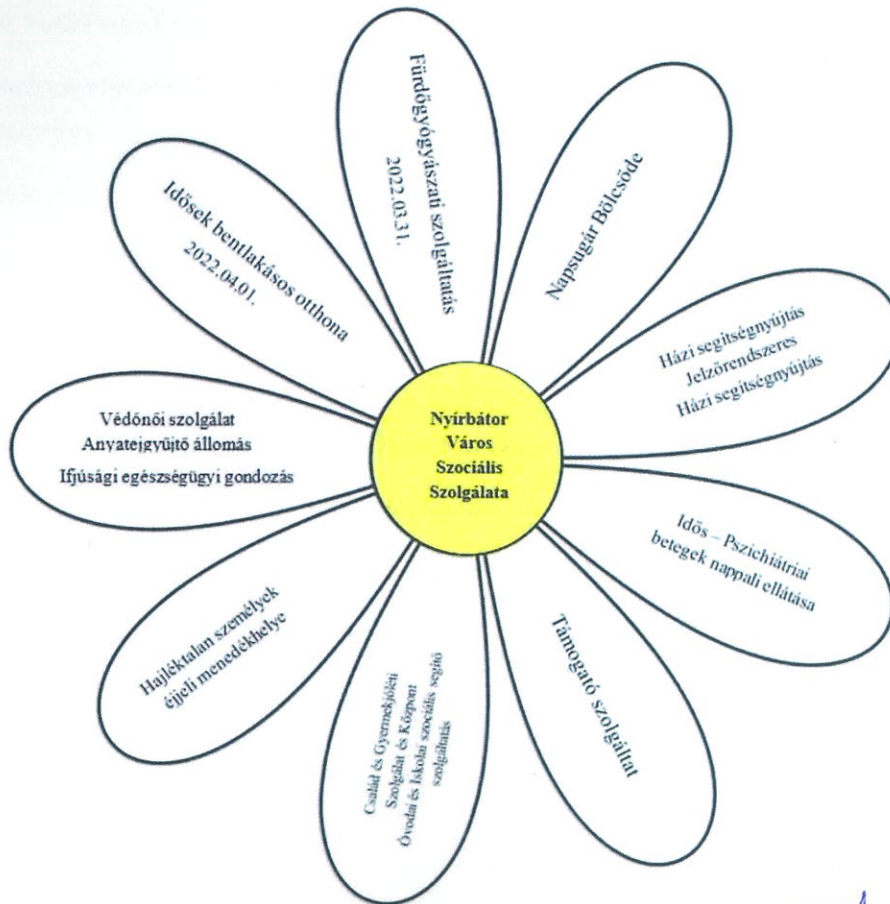 Fürdőgyógyászati szolgáltatás
2022.03.31.
Napsugár Bölcsőde
Házi segítségnyújtás
Jelzőrendszeres
Házi segítségnyújtás
Idős – Pszichiátriai
betegek nappali ellátása
Támogató szolgáltat
Család és Gyermekjóléti
Szolgálat és Központ
Óvodai és Iskolai szociális segítő
szolgáltatás
Hajléktalan személyek
éjjeli menedékhelye
Védőnői szolgálat
Anyatejgyűjtő állomás
Ifjúsági egészségügyi gondozás
Idősek bentlakásos otthona
2022.04.01.
Nyírbátor
Város
Szociális
Szolgálata